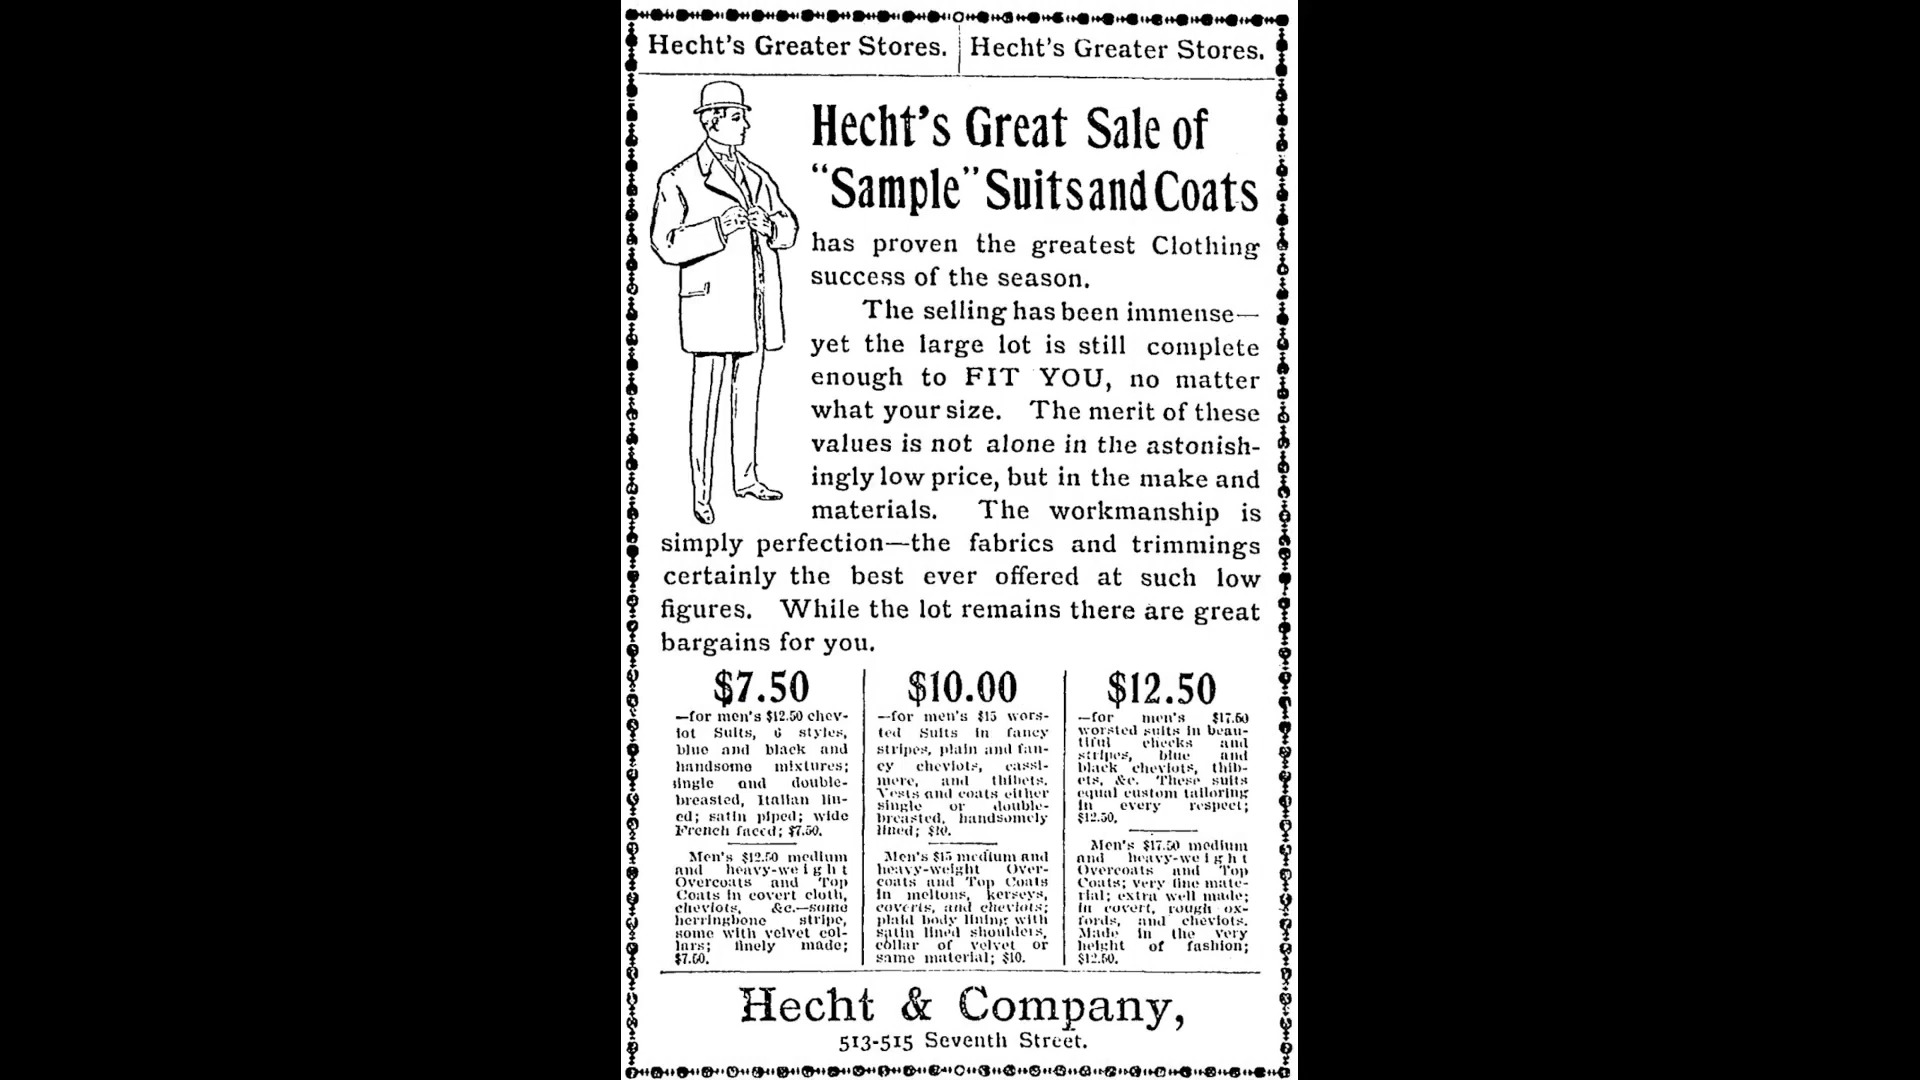 Hecht's Greater Stores. Hecht's Greater Stores.
Hecht's Great Sale of
"Sample" Suits and Coats
has proven the greatest Clothing
success of the season.
The selling has been immense—
yet the large lot is still complete
enough to FIT YOU, no matter
what your size. The merit of these
values is not alone in the astonish-
ingly low price, but in the make and
materials. The workmanship is
simply perfection—the fabrics and trimmings
certainly the best ever offered at such low
figures. While the lot remains there are great
bargains for you.
$7.50
—for men's $12.50 chev-
iot Suits, 6 styles,
blue and black and
handsome mixtures;
single and double-
breasted, Italian lin-
ed; satin piped; wide
French faced; $7.50.
Men's $12.50 medium
and heavy-weight
Overcoats and Top
Coats in covert cloth,
cheviots, &c.—some
herringbone stripe,
some with velvet col-
lars; finely made;
$7.50.
$10.00
—for men's $15 wors-
ted Suits in fancy
stripes, plain and fan-
cy cheviots, cassi-
mere, and thibets.
Vests and coats either
single or double-
breasted, handsomely
lined; $10.
Men's $15 medium and
heavy-weight Over-
coats and Top Coats
in meltons, kerseys,
coverts, and cheviots;
plaid body lining with
satin lined shoulders,
collar of velvet or
same material; $10.
$12.50
—for men's $17.50
worsted suits in beau-
tiful checks and
stripes, blue and
black cheviots, thib-
ets, &c. These suits
equal custom tailoring
in every respect;
$12.50.
Men's $17.50 medium
and heavy-weight
Overcoats and Top
Coats; very fine mate-
rial; extra well made;
in covert, rough ox-
fords, and cheviots.
Made in the very
height of fashion;
$12.50.
Hecht & Company,
513-515 Seventh Street.